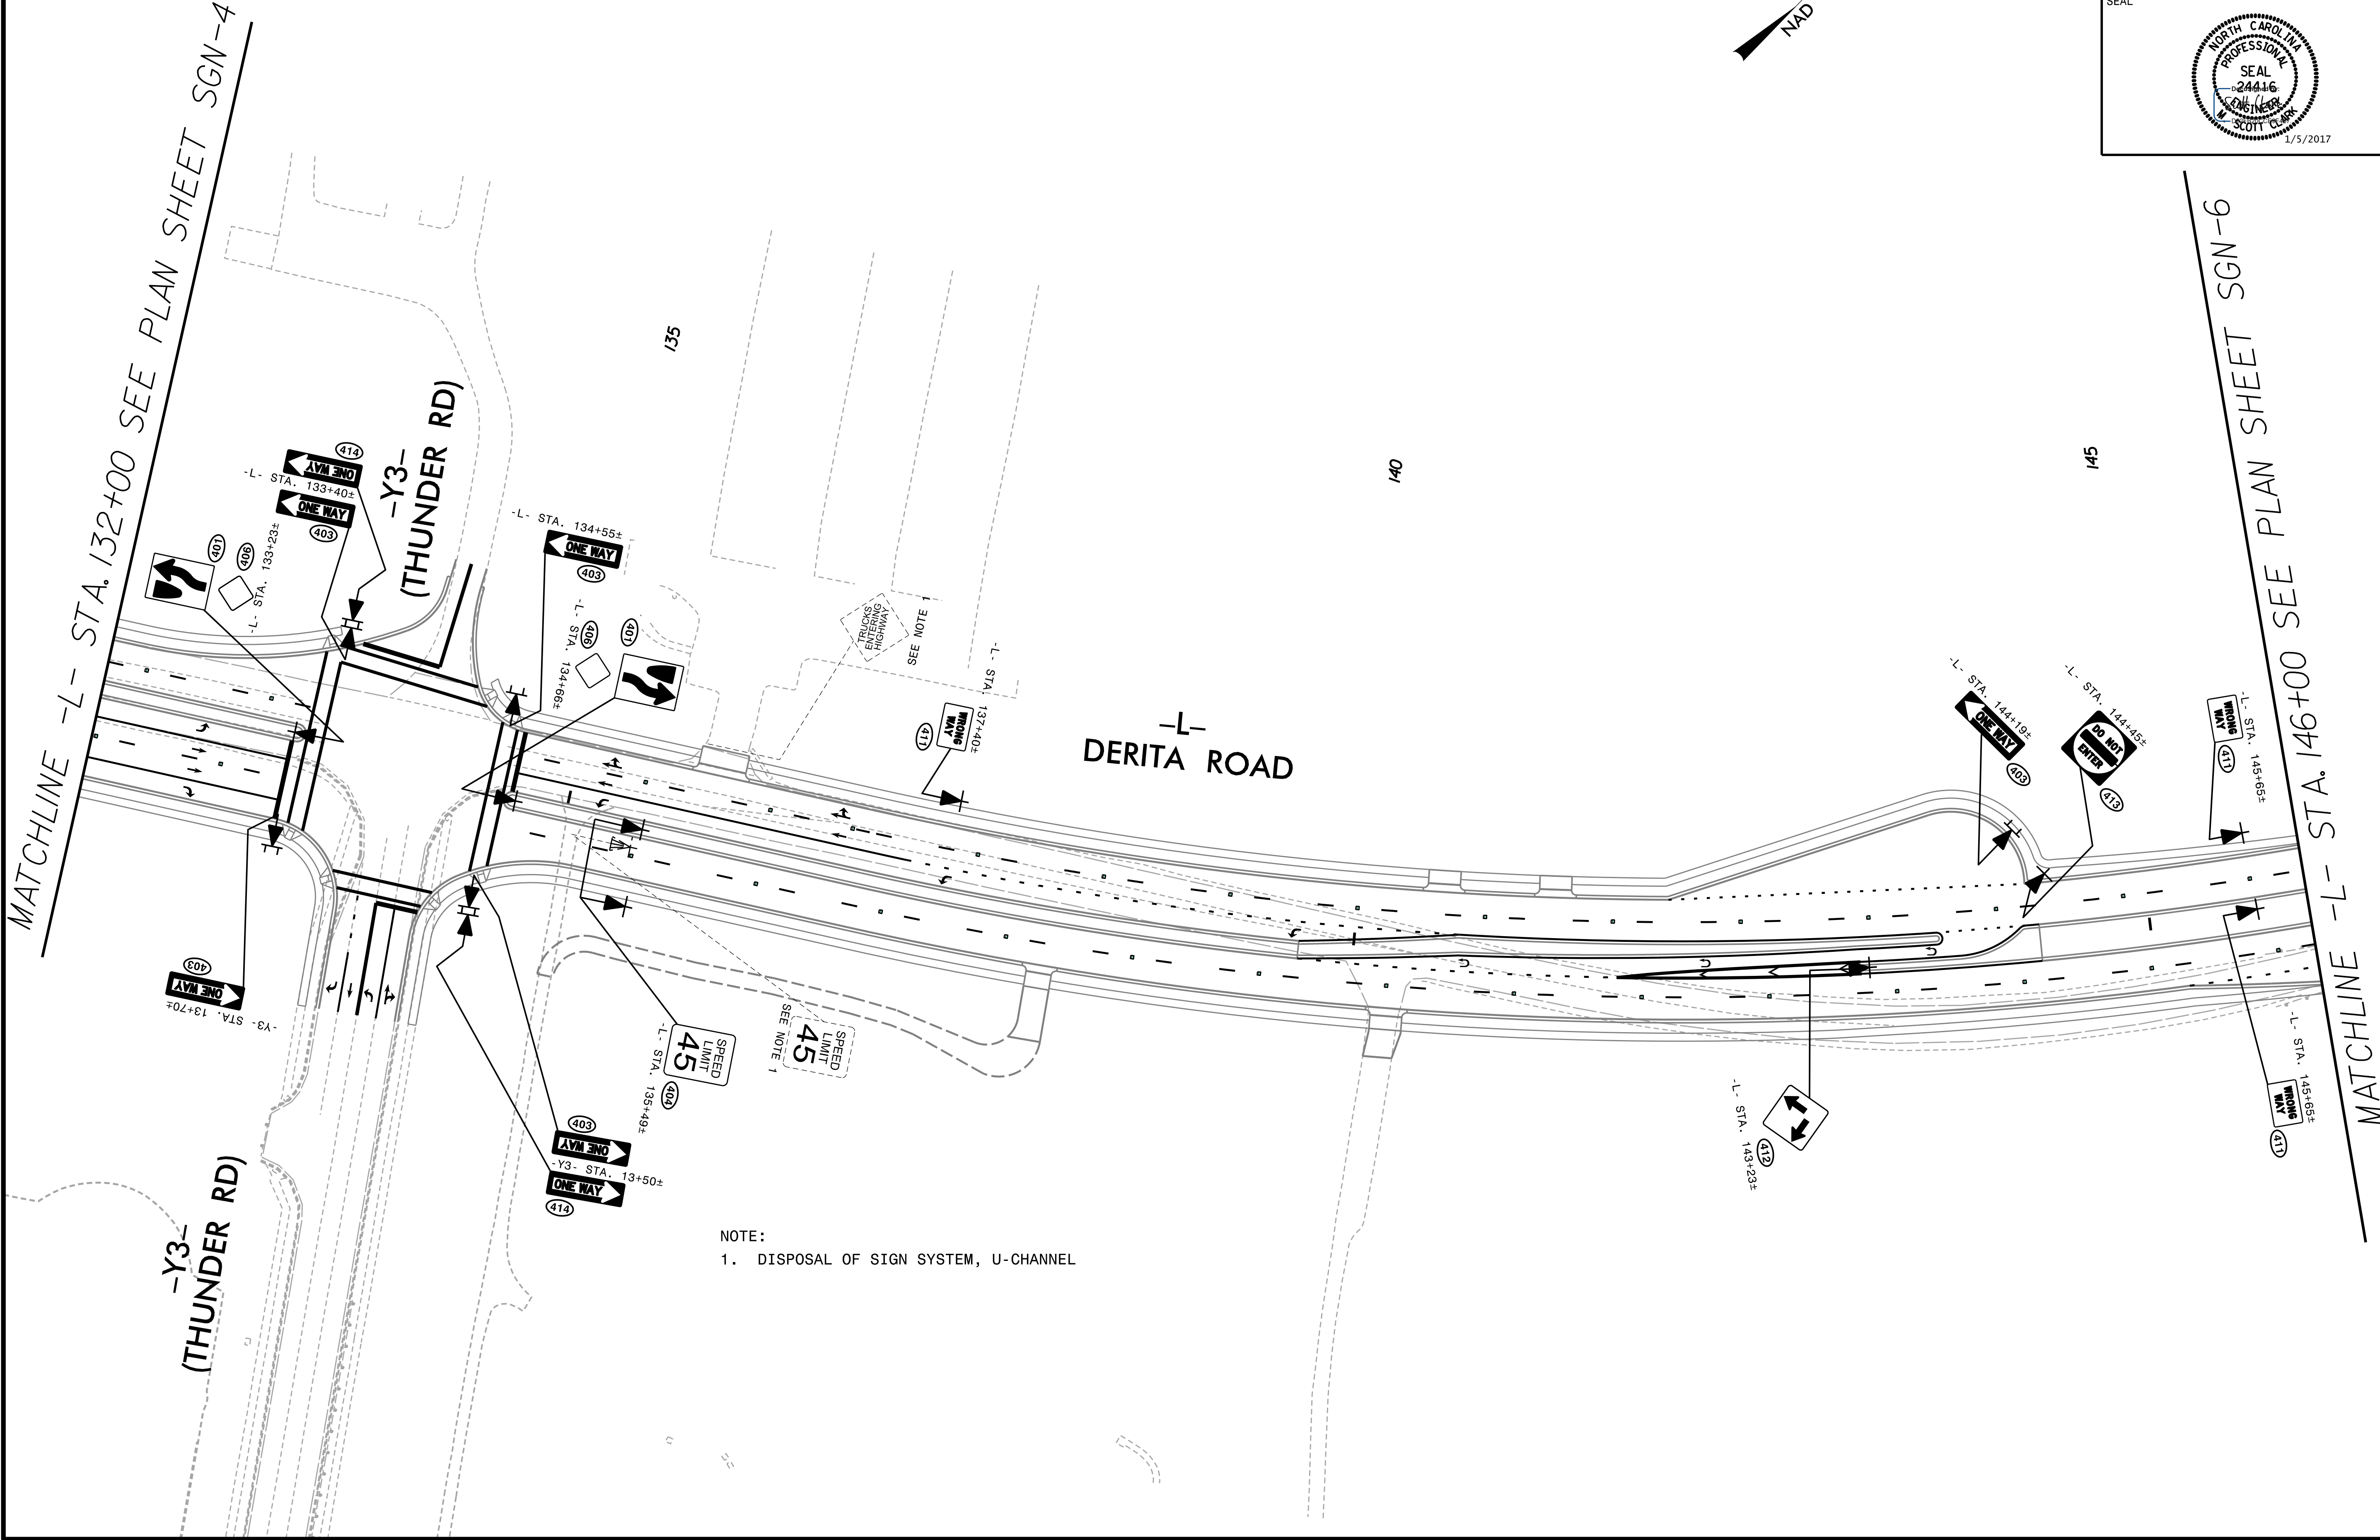 MATCHLINE -L- STA. 132+00 SEE PLAN SHEET SGN-4
NAD
SEAL
NORTH CAROLINA
PROFESSIONAL
SEAL
24416
ENGINEER
M. SCOTT CLARK
1/5/2017
135
140
145
414
ONE WAY
-L- STA. 133+40±
ONE WAY
403
-Y3-
(THUNDER RD)
401
406
-L- STA. 133+23±
-L- STA. 134+55±
ONE WAY
403
-L- STA. 134+66±
406
401
TRUCKS
ENTERING
HIGHWAY
SEE NOTE 1
-L- STA. 137+40±
WRONG
WAY
411
-L-
DERITA ROAD
-L- STA. 144+19±
ONE WAY
403
-L- STA. 144+45±
DO NOT
ENTER
413
-L- STA. 145+65±
WRONG
WAY
411
MATCHLINE -L- STA. 146+00 SEE PLAN SHEET SGN-6
403
ONE WAY
-Y3- STA. 13+70±
SPEED
LIMIT
45
-L- STA. 135+49±
404
SPEED
LIMIT
45
SEE NOTE 1
403
ONE WAY
-Y3- STA. 13+50±
ONE WAY
414
-L- STA. 143+23±
412
-L- STA. 145+65±
WRONG
WAY
411
-Y3-
(THUNDER RD)
NOTE:
1. DISPOSAL OF SIGN SYSTEM, U-CHANNEL